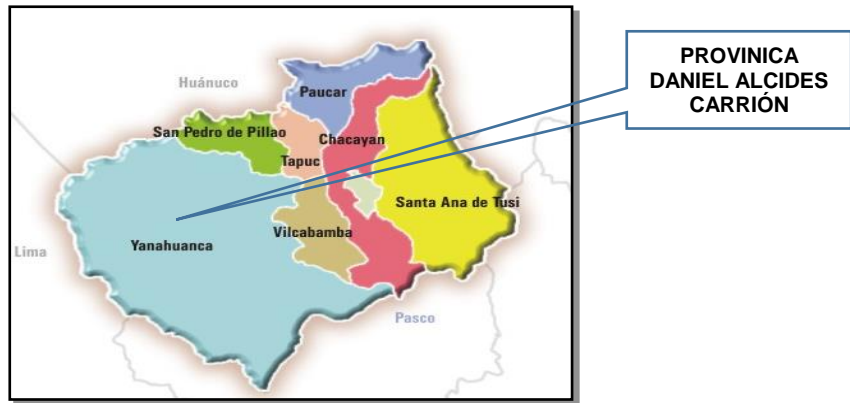 PROVINICA
DANIEL ALCIDES
CARRIÓN
Huánuco
Paucar
San Pedro de Pillao
Chacayan
Tapuc
Santa Ana de Tusi
Vilcabamba
Yanahuanca
Lima
Pasco